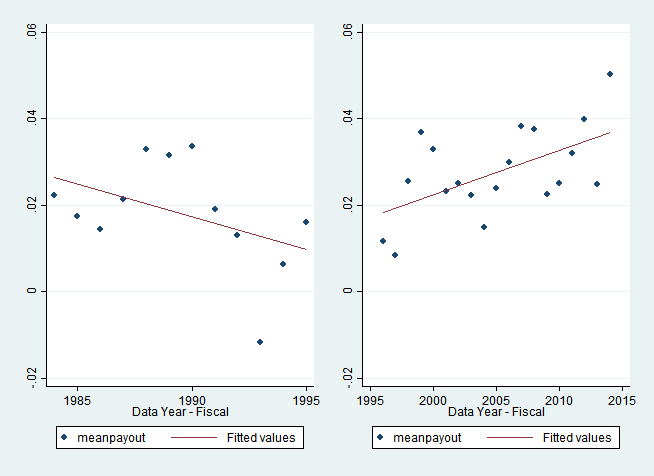 .06
.04
.02
0
-.02
1985 1990 1995
Data Year - Fiscal
meanpayout Fitted values
.06
.04
.02
0
-.02
1995 2000 2005 2010 2015
Data Year - Fiscal
meanpayout Fitted values